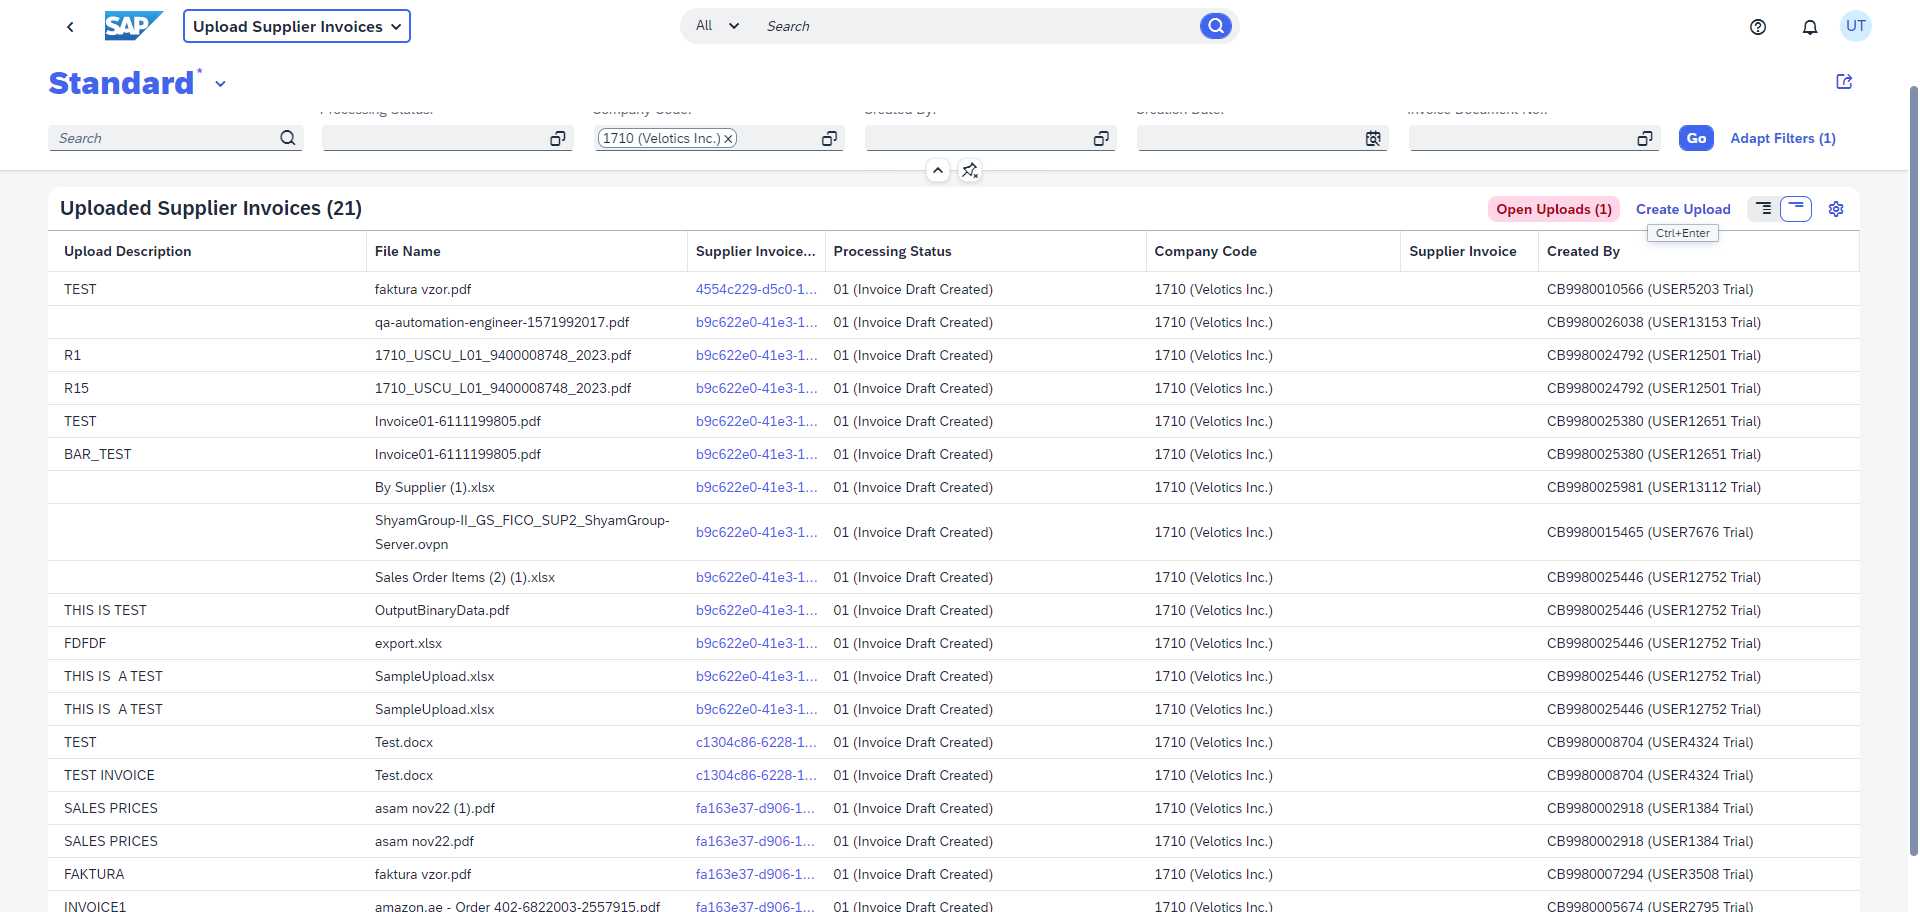 SAP
Upload Supplier Invoices
All
Search
UT
Standard *
Processing Status:
Company Code:
Created By:
Creation Date:
Invoice Document No.:
Search
1710 (Velotics Inc.)
Go
Adapt Filters (1)
Uploaded Supplier Invoices (21)
Open Uploads (1)
Create Upload
Ctrl+Enter
Upload Description File Name Supplier Invoice... Processing Status Company Code Supplier Invoice Created By
TEST faktura vzor.pdf 4554c229-d5c0-1... 01 (Invoice Draft Created) 1710 (Velotics Inc.) CB9980010566 (USER5203 Trial)
qa-automation-engineer-1571992017.pdf b9c622e0-41e3-1... 01 (Invoice Draft Created) 1710 (Velotics Inc.) CB9980026038 (USER13153 Trial)
R1 1710_USCU_L01_9400008748_2023.pdf b9c622e0-41e3-1... 01 (Invoice Draft Created) 1710 (Velotics Inc.) CB9980024792 (USER12501 Trial)
R15 1710_USCU_L01_9400008748_2023.pdf b9c622e0-41e3-1... 01 (Invoice Draft Created) 1710 (Velotics Inc.) CB9980024792 (USER12501 Trial)
TEST Invoice01-6111199805.pdf b9c622e0-41e3-1... 01 (Invoice Draft Created) 1710 (Velotics Inc.) CB9980025380 (USER12651 Trial)
BAR_TEST Invoice01-6111199805.pdf b9c622e0-41e3-1... 01 (Invoice Draft Created) 1710 (Velotics Inc.) CB9980025380 (USER12651 Trial)
By Supplier (1).xlsx b9c622e0-41e3-1... 01 (Invoice Draft Created) 1710 (Velotics Inc.) CB9980025981 (USER13112 Trial)
ShyamGroup-II_GS_FICO_SUP2_ShyamGroup-
Server.ovpn b9c622e0-41e3-1... 01 (Invoice Draft Created) 1710 (Velotics Inc.) CB9980015465 (USER7676 Trial)
Sales Order Items (2) (1).xlsx b9c622e0-41e3-1... 01 (Invoice Draft Created) 1710 (Velotics Inc.) CB9980025446 (USER12752 Trial)
THIS IS TEST OutputBinaryData.pdf b9c622e0-41e3-1... 01 (Invoice Draft Created) 1710 (Velotics Inc.) CB9980025446 (USER12752 Trial)
FDFDF export.xlsx b9c622e0-41e3-1... 01 (Invoice Draft Created) 1710 (Velotics Inc.) CB9980025446 (USER12752 Trial)
THIS IS  A TEST SampleUpload.xlsx b9c622e0-41e3-1... 01 (Invoice Draft Created) 1710 (Velotics Inc.) CB9980025446 (USER12752 Trial)
THIS IS  A TEST SampleUpload.xlsx b9c622e0-41e3-1... 01 (Invoice Draft Created) 1710 (Velotics Inc.) CB9980025446 (USER12752 Trial)
TEST Test.docx c1304c86-6228-1... 01 (Invoice Draft Created) 1710 (Velotics Inc.) CB9980008704 (USER4324 Trial)
TEST INVOICE Test.docx c1304c86-6228-1... 01 (Invoice Draft Created) 1710 (Velotics Inc.) CB9980008704 (USER4324 Trial)
SALES PRICES asam nov22 (1).pdf fa163e37-d906-1... 01 (Invoice Draft Created) 1710 (Velotics Inc.) CB9980002918 (USER1384 Trial)
SALES PRICES asam nov22.pdf fa163e37-d906-1... 01 (Invoice Draft Created) 1710 (Velotics Inc.) CB9980002918 (USER1384 Trial)
FAKTURA faktura vzor.pdf fa163e37-d906-1... 01 (Invoice Draft Created) 1710 (Velotics Inc.) CB9980007294 (USER3508 Trial)
INVOICE1 amazon.ae - Order 402-6822003-2557915.pdf fa163e37-d906-1... 01 (Invoice Draft Created) 1710 (Velotics Inc.) CB9980005674 (USER2795 Trial)